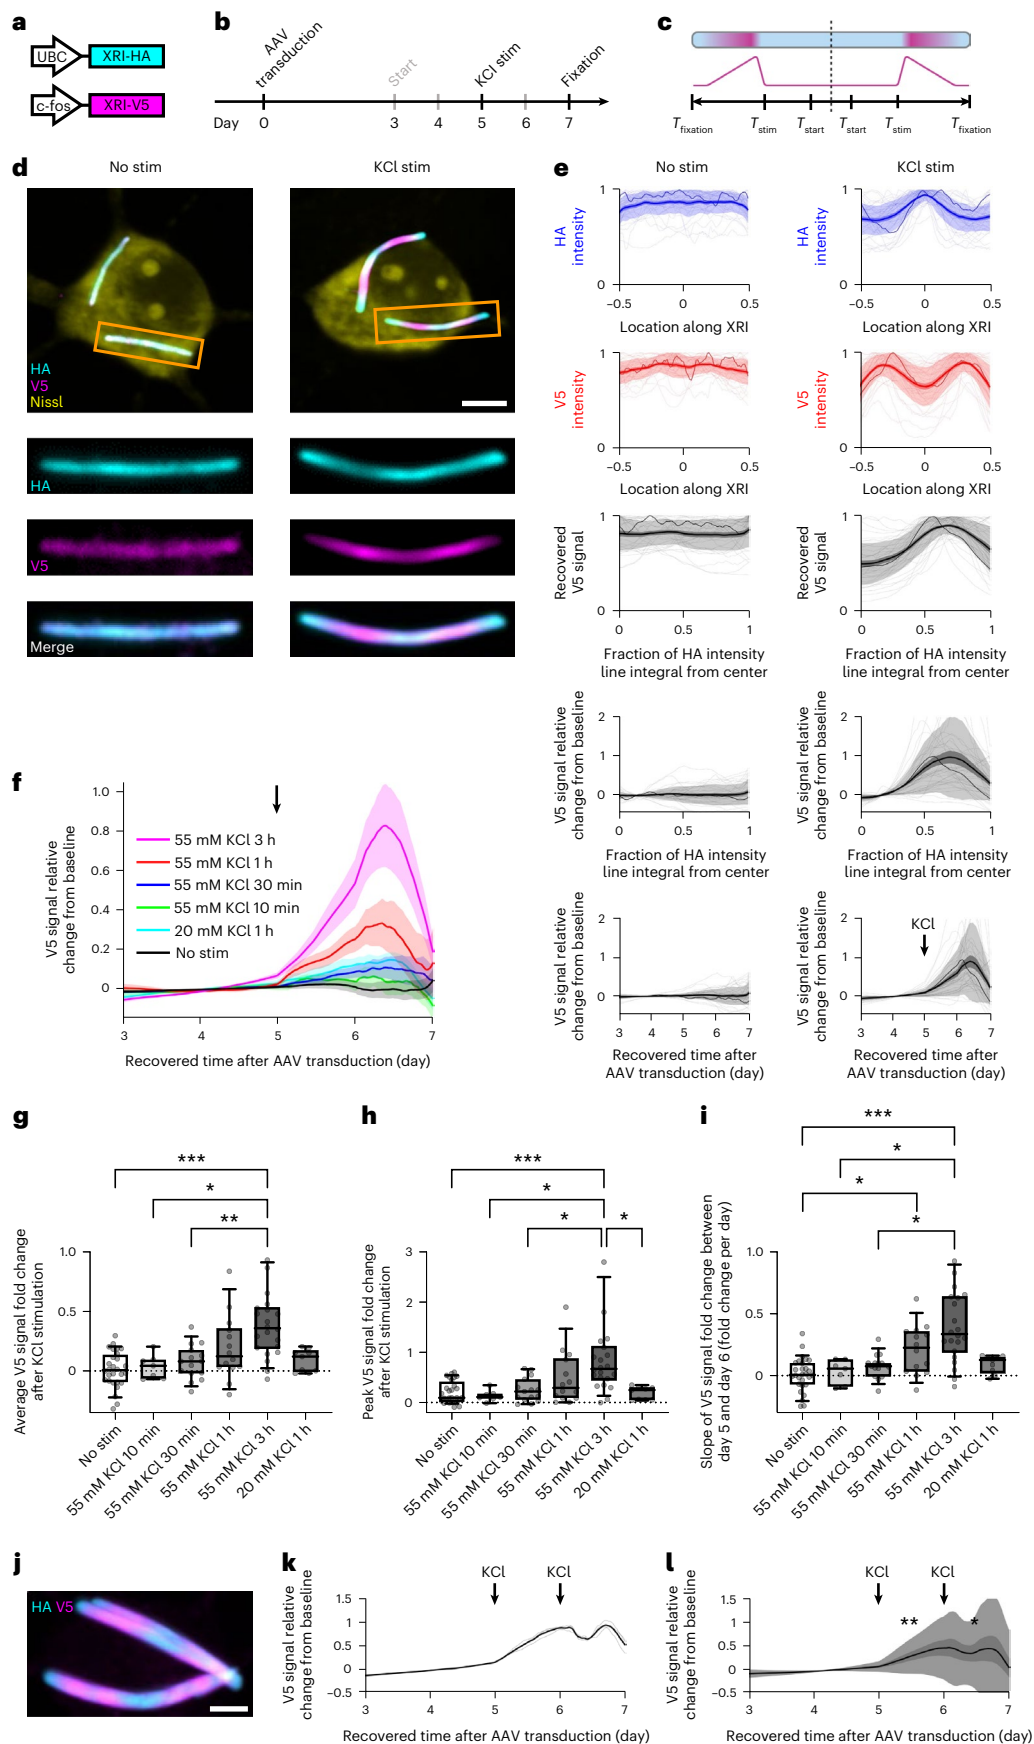 a
UBC
XRI-HA
c-fos
XRI-V5
b
AAV
transduction
Start
KCl stim
Fixation
Day
0
3
4
5
6
7
c
Tfixation
Tstim
Tstart
Tstart
Tstim
Tfixation
d
No stim
KCl stim
HA
V5
Nissl
HA
V5
Merge
e
No stim
KCl stim
HA
intensity
1
0
−0.5
0
0.5
Location along XRI
HA
intensity
1
0
−0.5
0
0.5
Location along XRI
V5
intensity
1
0
−0.5
0
0.5
Location along XRI
V5
intensity
1
0
−0.5
0
0.5
Location along XRI
Recovered
V5 signal
1
0
0
0.5
1
Fraction of HA intensity
line integral from center
Recovered
V5 signal
1
0
0
0.5
1
Fraction of HA intensity
line integral from center
V5 signal relative
change from baseline
2
1
0
0
0.5
1
Fraction of HA intensity
line integral from center
V5 signal relative
change from baseline
2
1
0
0
0.5
1
Fraction of HA intensity
line integral from center
V5 signal relative
change from baseline
2
1
0
3
4
5
6
7
Recovered time after
AAV transduction (day)
V5 signal relative
change from baseline
2
1
0
KCl
3
4
5
6
7
Recovered time after
AAV transduction (day)
f
V5 signal relative
change from baseline
1.0
0.8
0.6
0.4
0.2
0
55 mM KCl 3 h
55 mM KCl 1 h
55 mM KCl 30 min
55 mM KCl 10 min
20 mM KCl 1 h
No stim
3
4
5
6
7
Recovered time after AAV transduction (day)
g
Average V5 signal fold change
after KCl stimulation
***
*
**
1.0
0.5
0
No stim
55 mM KCl 10 min
55 mM KCl 30 min
55 mM KCl 1 h
55 mM KCl 3 h
20 mM KCl 1 h
h
Peak V5 signal fold change
after KCl stimulation
***
*
*
*
3
2
1
0
No stim
55 mM KCl 10 min
55 mM KCl 30 min
55 mM KCl 1 h
55 mM KCl 3 h
20 mM KCl 1 h
i
Slope of V5 signal fold change between
day 5 and day 6 (fold change per day)
***
*
*
*
1.0
0.5
0
No stim
55 mM KCl 10 min
55 mM KCl 30 min
55 mM KCl 1 h
55 mM KCl 3 h
20 mM KCl 1 h
j
HA V5
k
V5 signal relative
change from baseline
KCl
KCl
1.5
1.0
0.5
0
−0.5
3
4
5
6
7
Recovered time after AAV transduction (day)
l
V5 signal relative
change from baseline
KCl
KCl
**
*
1.5
1.0
0.5
0
−0.5
3
4
5
6
7
Recovered time after AAV transduction (day)